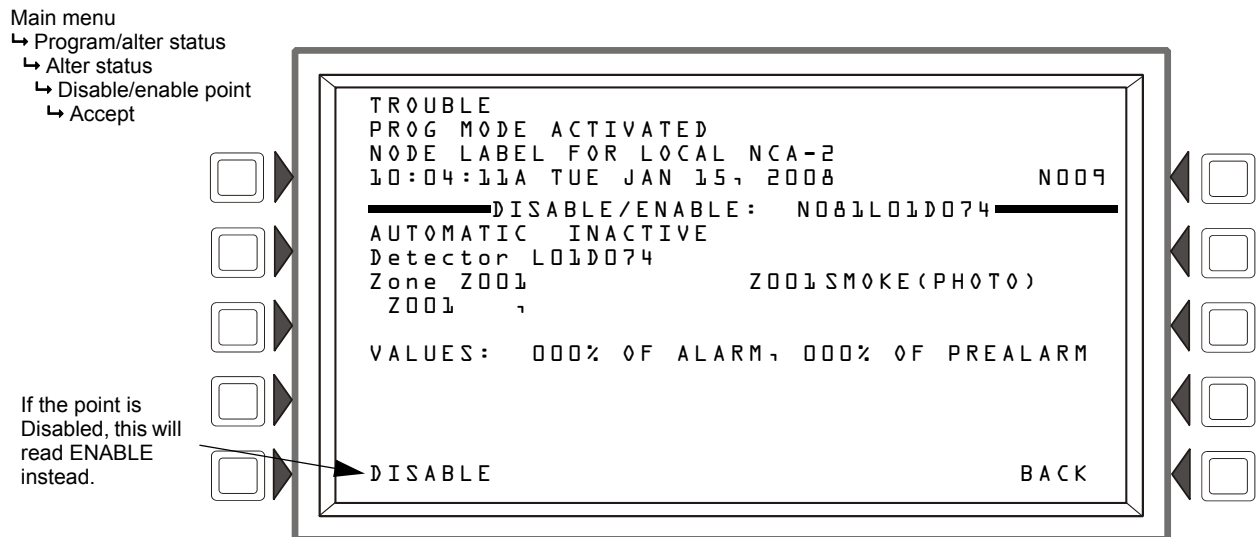 Main menu
↳ Program/alter status
↳ Alter status
↳ Disable/enable point
↳ Accept
TROUBLE
PROG MODE ACTIVATED
NODE LABEL FOR LOCAL NCA-2
10:04:11A TUE JAN 15, 2008 N009
DISABLE/ENABLE: N081L01D074
AUTOMATIC INACTIVE
Detector L01D074
Zone Z001 Z001SMOKE(PHOTO)
Z001 ,
VALUES: 000% OF ALARM, 000% OF PREALARM
If the point is
Disabled, this will
read ENABLE
instead.
DISABLE BACK